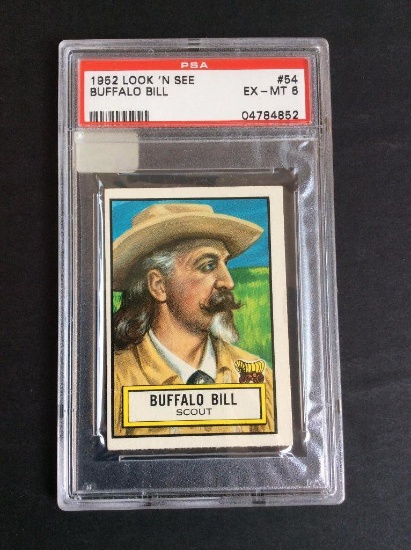 PSA
1952 LOOK 'N SEE #54
BUFFALO BILL EX-MT 6
04784852
BUFFALO BILL
SCOUT